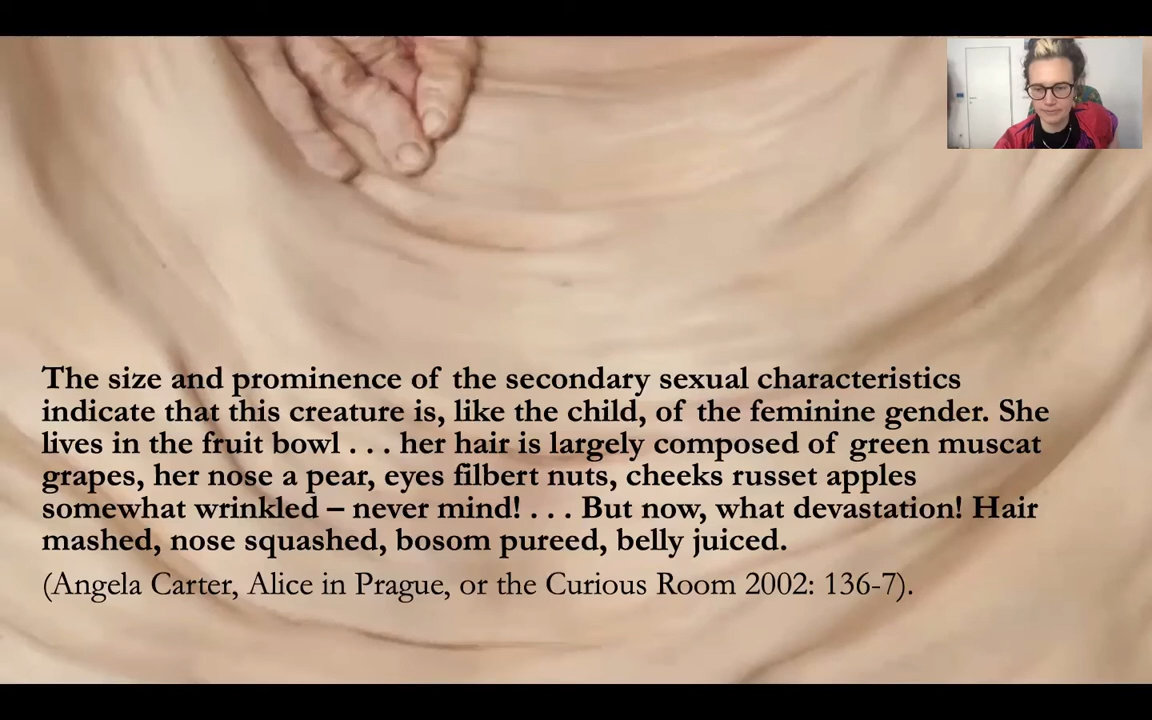 The size and prominence of the secondary sexual characteristics
indicate that this creature is, like the child, of the feminine gender. She
lives in the fruit bowl . . . her hair is largely composed of green muscat
grapes, her nose a pear, eyes filbert nuts, cheeks russet apples
somewhat wrinkled – never mind! . . . But now, what devastation! Hair
mashed, nose squashed, bosom pureed, belly juiced.
(Angela Carter, Alice in Prague, or the Curious Room 2002: 136-7).